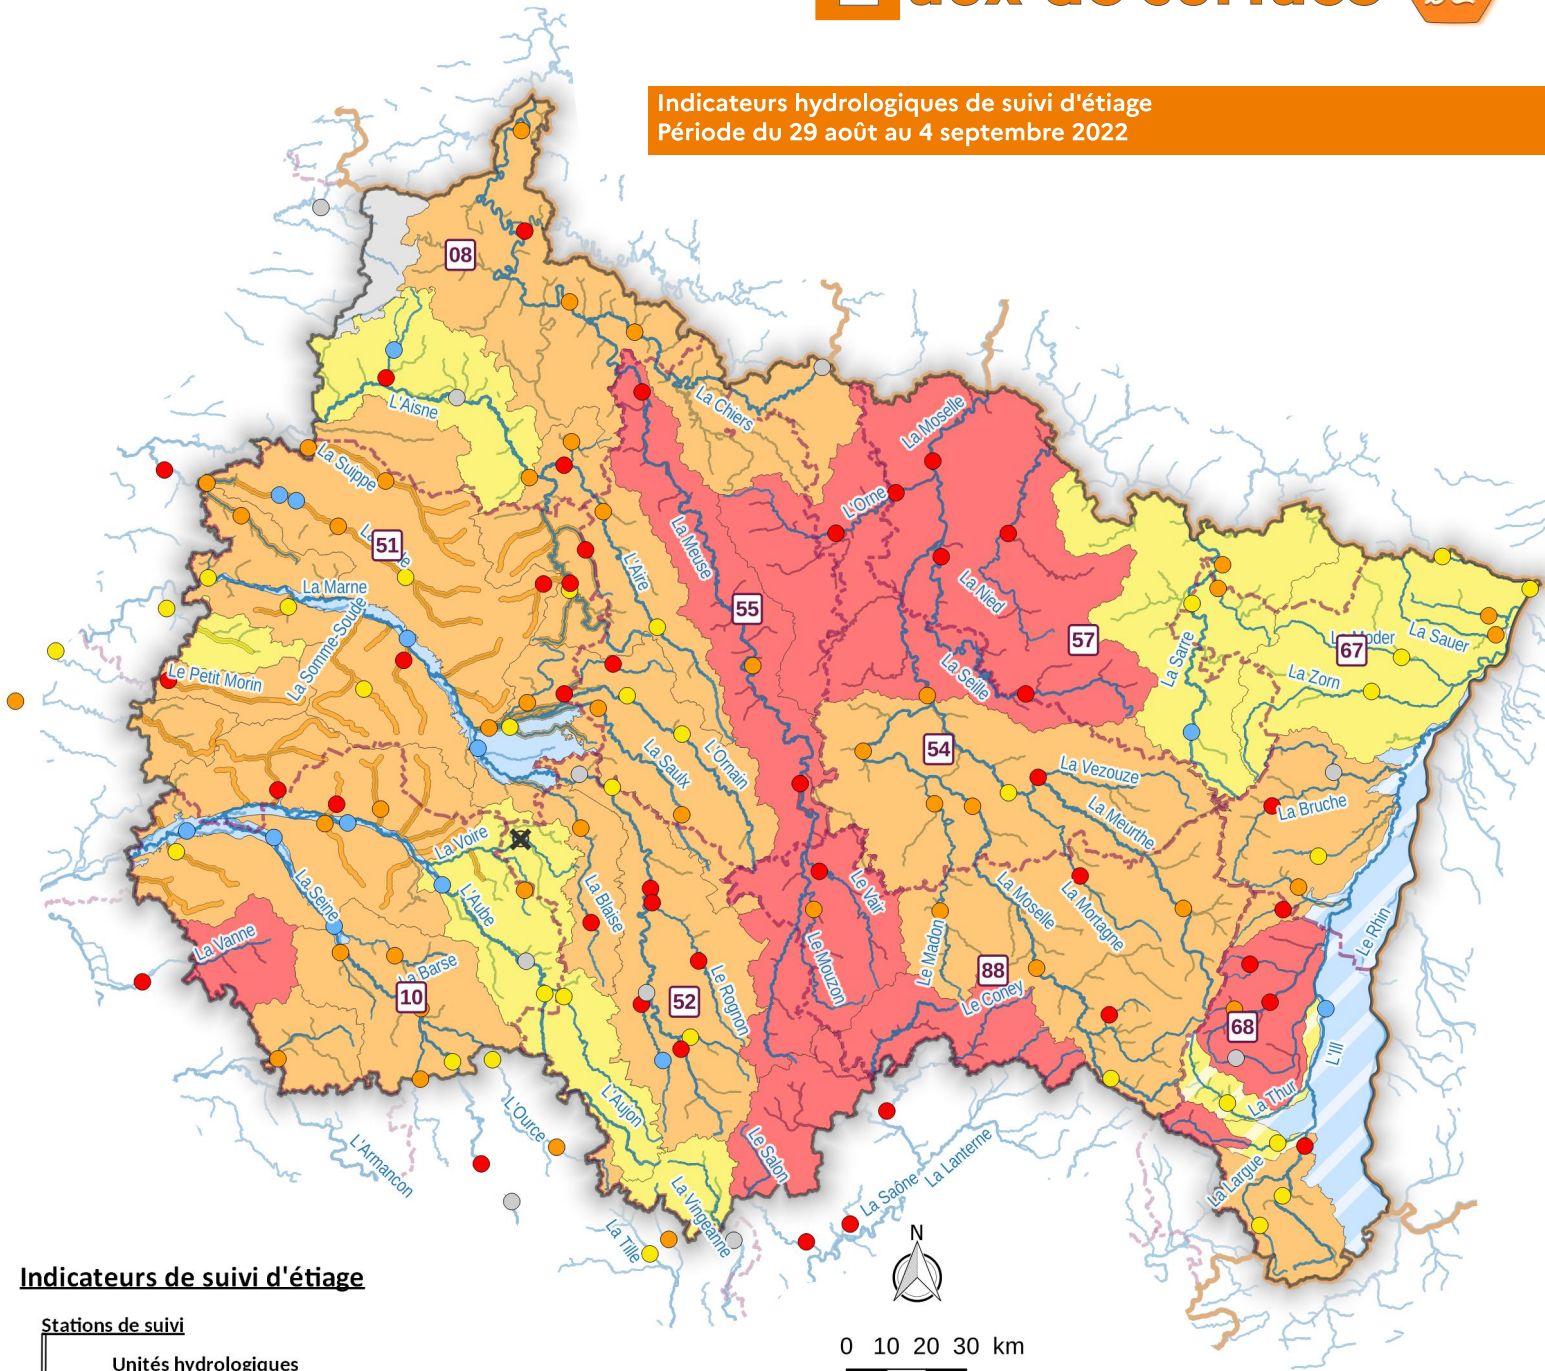 Indicateurs hydrologiques de suivi d'étiage
Période du 29 août au 4 septembre 2022
08
La Chiers
L'Aisne
La Moselle
La Suippe
L'Orne
51
La Meuse
L'Aire
La Marne
La Nied
55
La Somme-Soude
57
La Moder
67
La Sauer
La Sarre
La Zorn
Le Petit Morin
La Seille
54
La Saulx
L'Ornain
La Vezouze
La Meurthe
La Bruche
La Voire
La Seine
L'Aube
La Blaise
Le Vair
La Moselle
La Mortagne
Le Rhin
La Vanne
La Barse
10
52
Le Rognon
Le Mouzon
Le Madon
88
Le Coney
68
L'Ill
La Thur
L'Aujon
L'Ource
L'Armançon
Le Salon
La Lanterne
La Saône
La Largue
La Vingeanne
La Tille
N
Indicateurs de suivi d'étiage
Stations de suivi
Unités hydrologiques
0 10 20 30 km